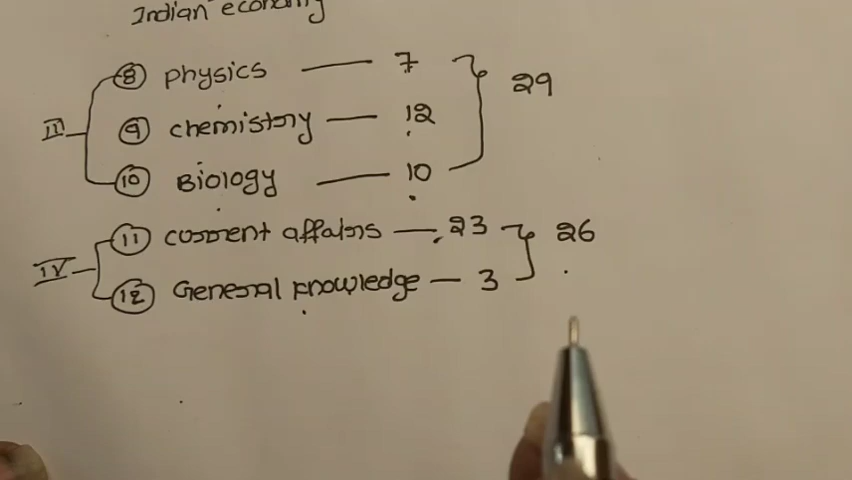 Indian economy
8 physics — 7
9 chemistry — 12
III 29
10 Biology — 10
11 current affairs — 23
IV 26
12 General knowledge — 3